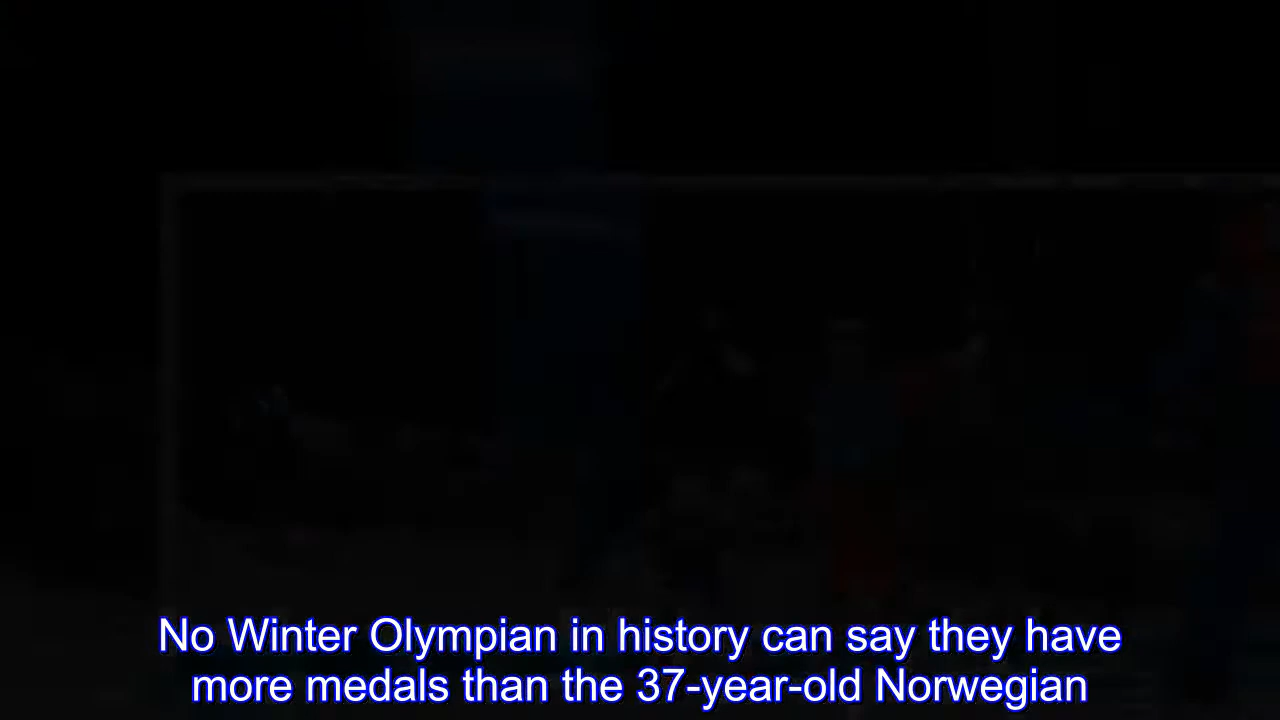 No Winter Olympian in history can say they have
more medals than the 37-year-old Norwegian